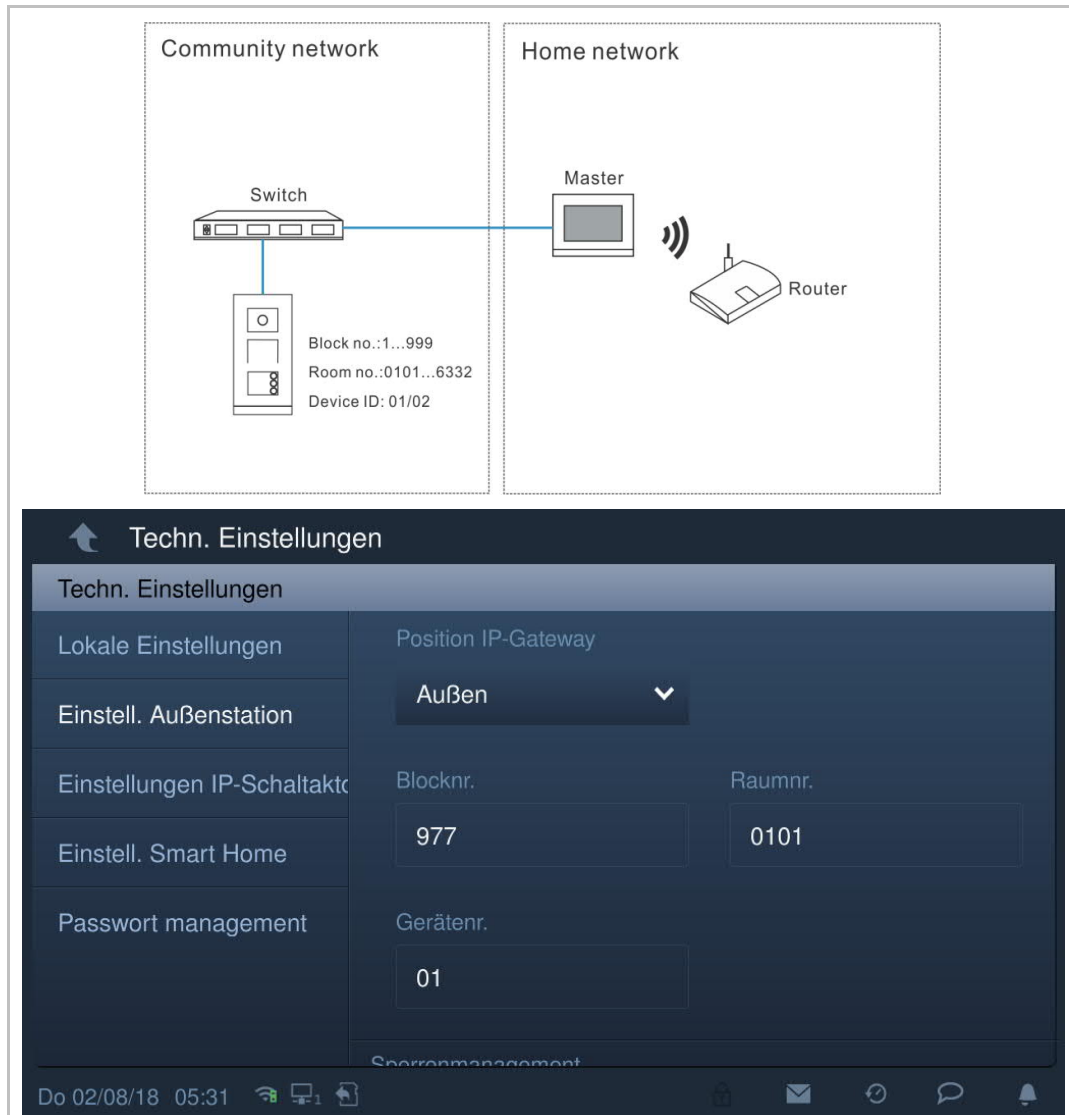 Community network
Home network
Switch
Master
Router
Block no.:1...999
Room no.:0101...6332
Device ID: 01/02
Techn. Einstellungen
Techn. Einstellungen
Lokale Einstellungen
Einstell. Außenstation
Einstellungen IP-Schaltakto
Einstell. Smart Home
Passwort management
Position IP-Gateway
Außen
Blocknr.
Raumnr.
977
0101
Gerätenr.
01
Sperrenmanagement
Do 02/08/18 05:31
1